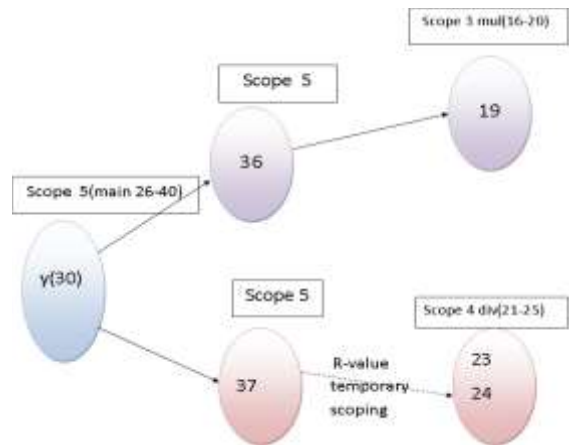 Scope 3 mul(16-20)
Scope 5
19
36
Scope 5(main 26-40)
y(30)
Scope 5
Scope 4 div(21-25)
R-value
temporary
scoping
37
23
24